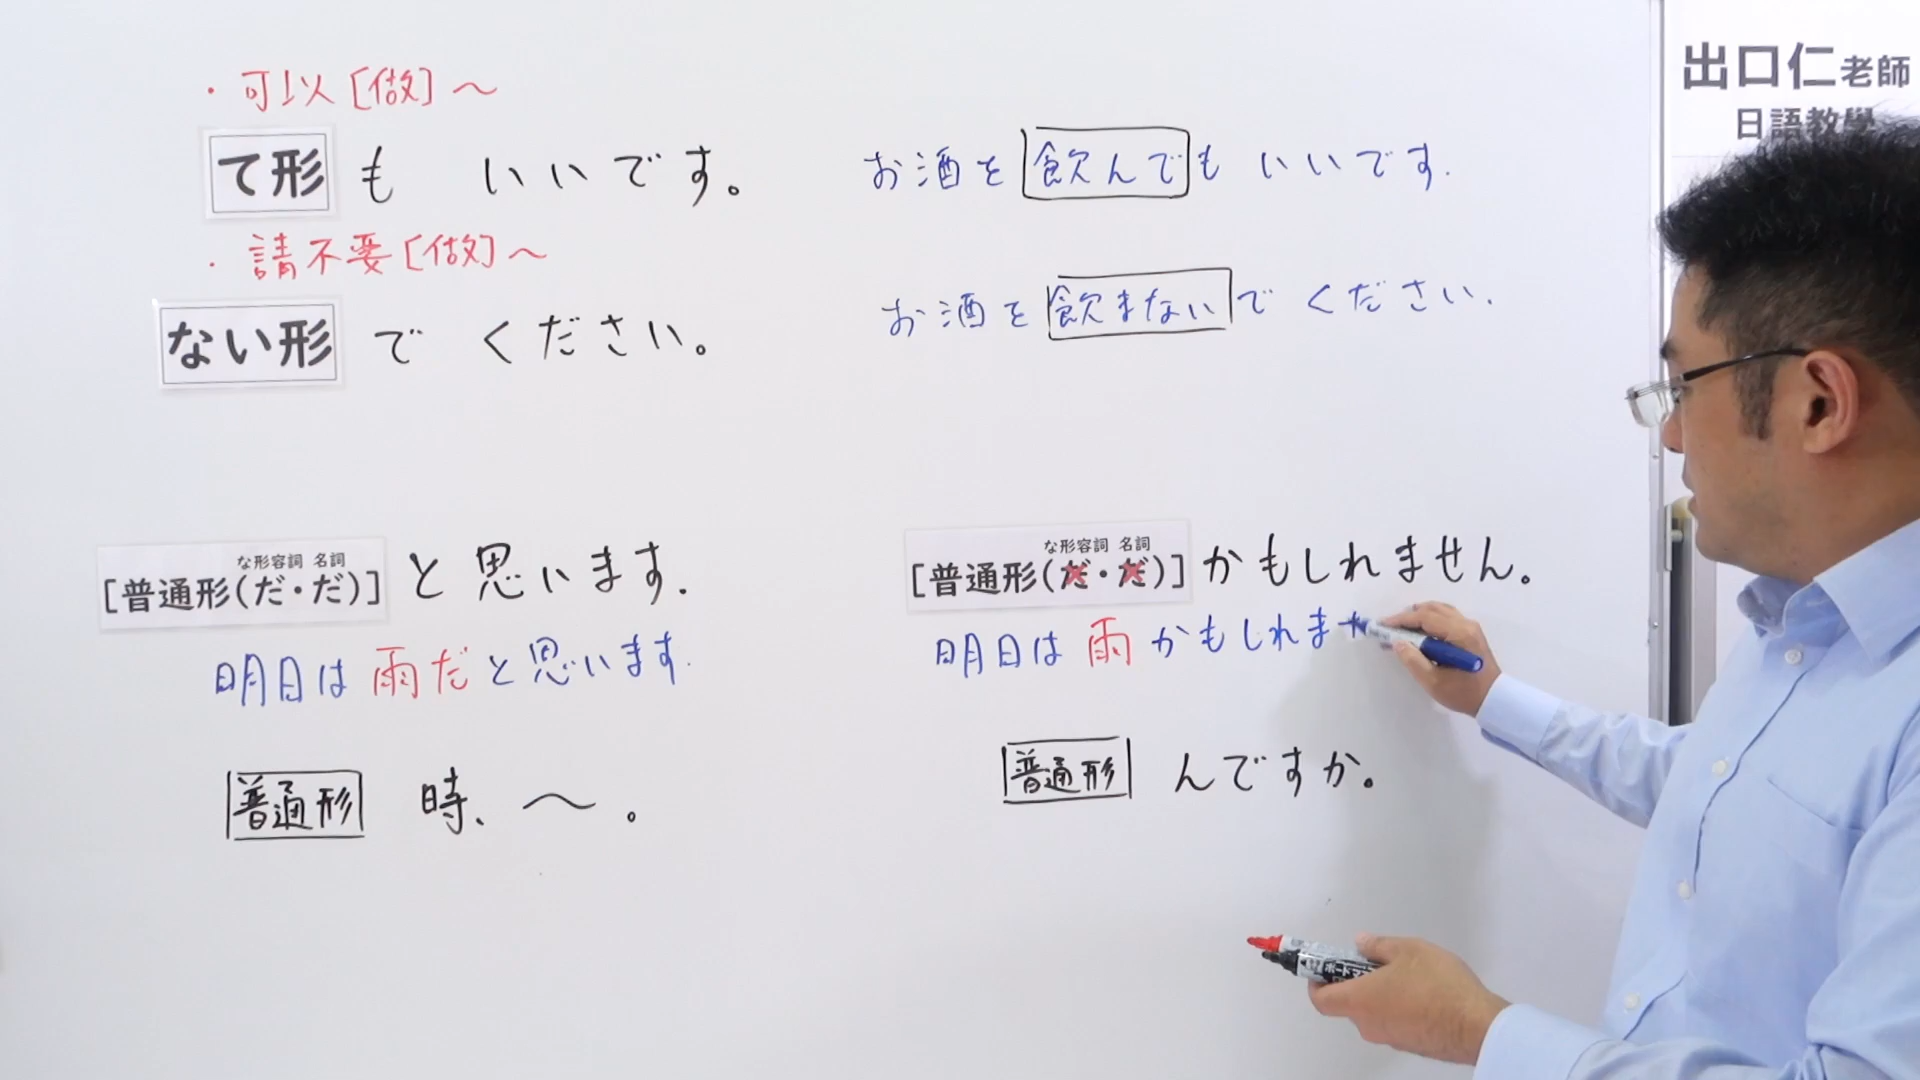 ・可以[做]～
て形 も いいです。
お酒を飲んでも いいです.
・請不要[做]～
ない形 で ください。
お酒を飲まないで ください.
な形容詞 名詞
[普通形(だ・だ)] と思います.
明日は雨だと思います.
な形容詞 名詞
[普通形(だ・だ)] かもしれません。
明日は雨かもしれませ
普通形 時、～。
普通形 んですか。
出口仁老師
日語教學